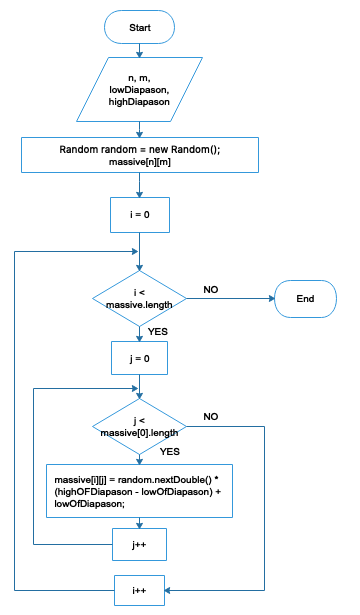 Start
n, m,
lowDiapason,
highDiapason
Random random = new Random();
massive[n][m]
i = 0
i <
massive.length
NO
End
YES
j = 0
j <
massive[0].length
NO
YES
massive[i][j] = random.nextDouble() *
(highOFDiapason - lowOfDiapason) +
lowOfDiapason;
j++
i++